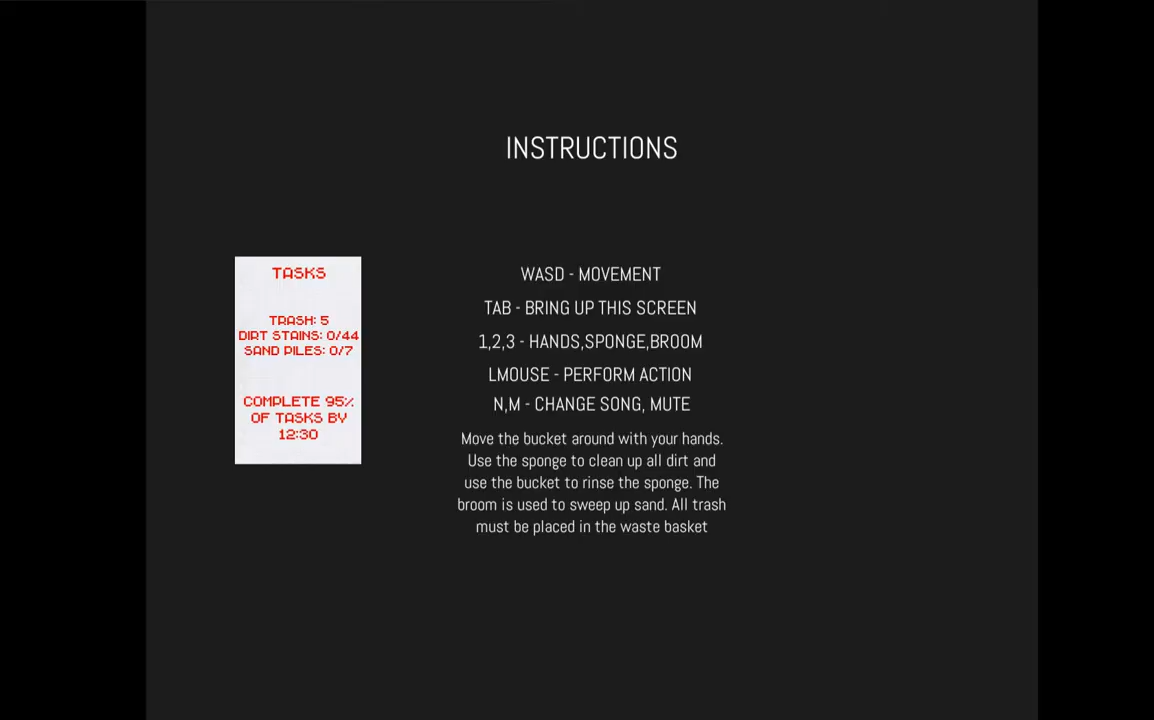 INSTRUCTIONS
TASKS
TRASH: 5
DIRT STAINS: 0/44
SAND PILES: 0/7
COMPLETE 95%
OF TASKS BY
12:30
WASD - MOVEMENT
TAB - BRING UP THIS SCREEN
1,2,3 - HANDS,SPONGE,BROOM
LMOUSE - PERFORM ACTION
N,M - CHANGE SONG, MUTE
Move the bucket around with your hands.
Use the sponge to clean up all dirt and
use the bucket to rinse the sponge. The
broom is used to sweep up sand. All trash
must be placed in the waste basket